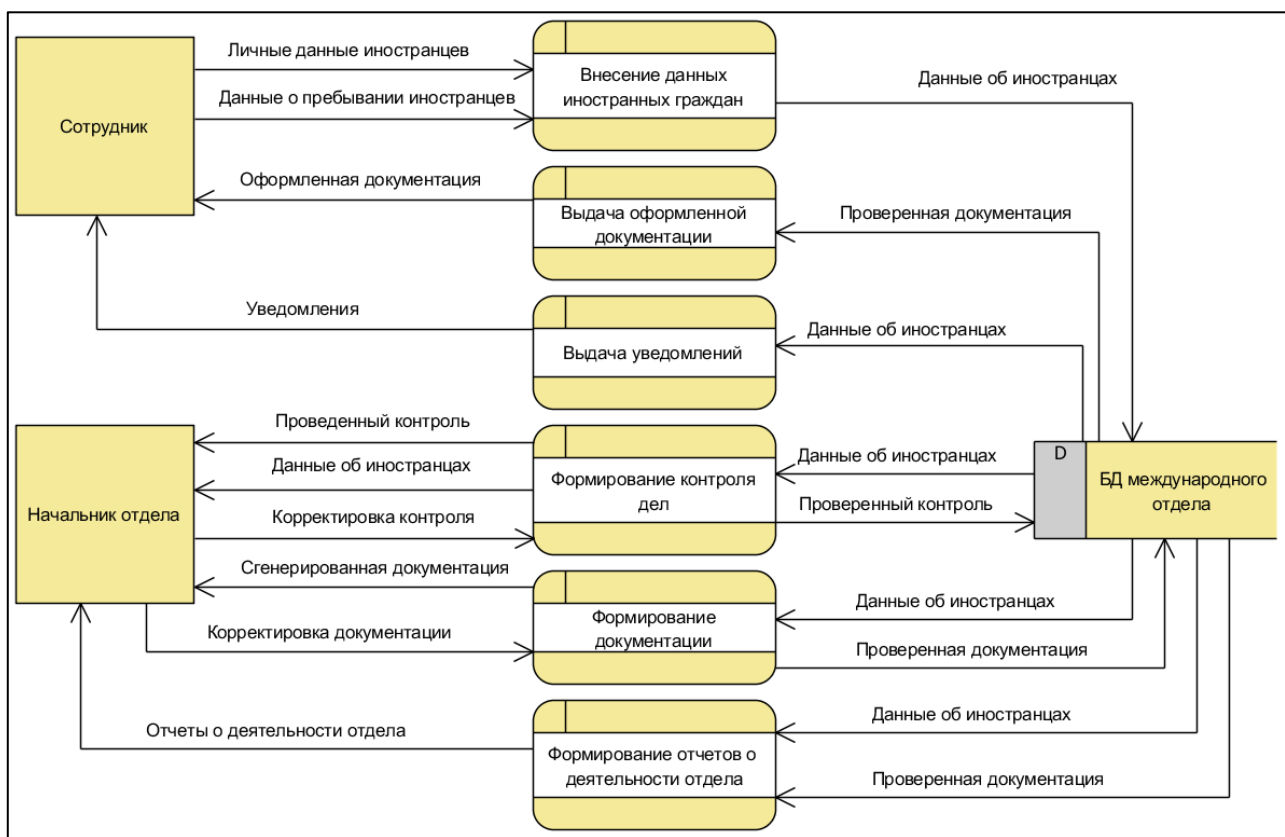 Личные данные иностранцев
Данные о пребывании иностранцев
Сотрудник
Внесение данных
иностранных граждан
Данные об иностранцах
Оформленная документация
Выдача оформленной
документации
Проверенная документация
Уведомления
Выдача уведомлений
Данные об иностранцах
Проведенный контроль
Данные об иностранцах
Корректировка контроля
Начальник отдела
Формирование контроля
дел
Данные об иностранцах
Проверенный контроль
D
БД международного
отдела
Сгенерированная документация
Корректировка документации
Формирование
документации
Данные об иностранцах
Проверенная документация
Отчеты о деятельности отдела
Формирование отчетов о
деятельности отдела
Данные об иностранцах
Проверенная документация